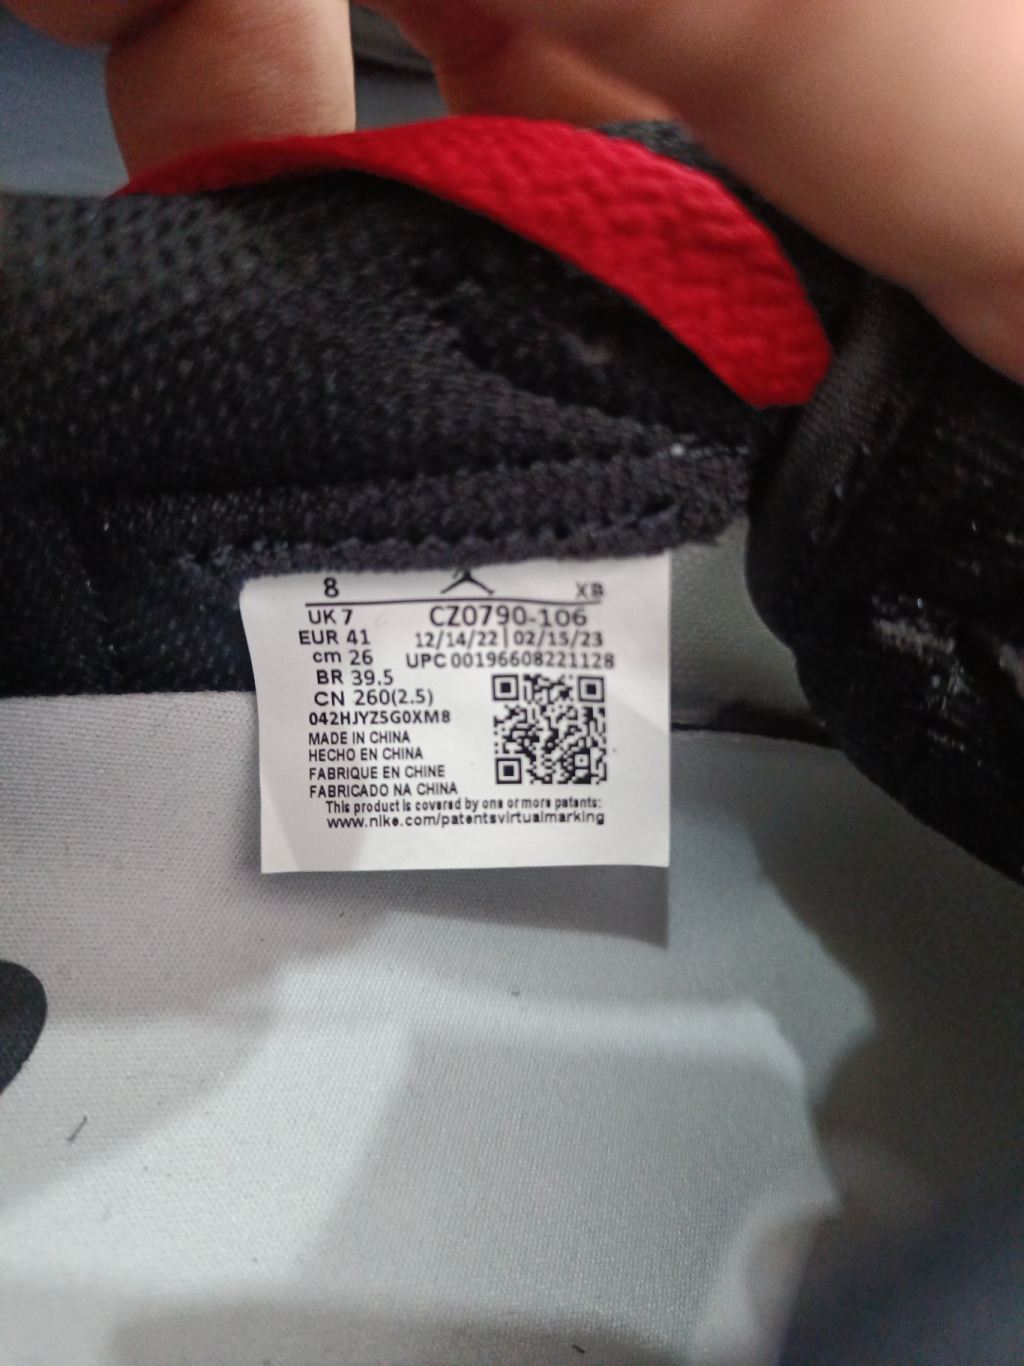 8 XB
UK 7 CZ0790-106
EUR 41 12/14/22 | 02/15/23
cm 26 UPC 00196608221128
BR 39.5
CN 260(2.5)
042HJYZ5G0XM8
MADE IN CHINA
HECHO EN CHINA
FABRIQUE EN CHINE
FABRICADO NA CHINA
This product is covered by one or more patents:
www.nike.com/patentsvirtualmarking